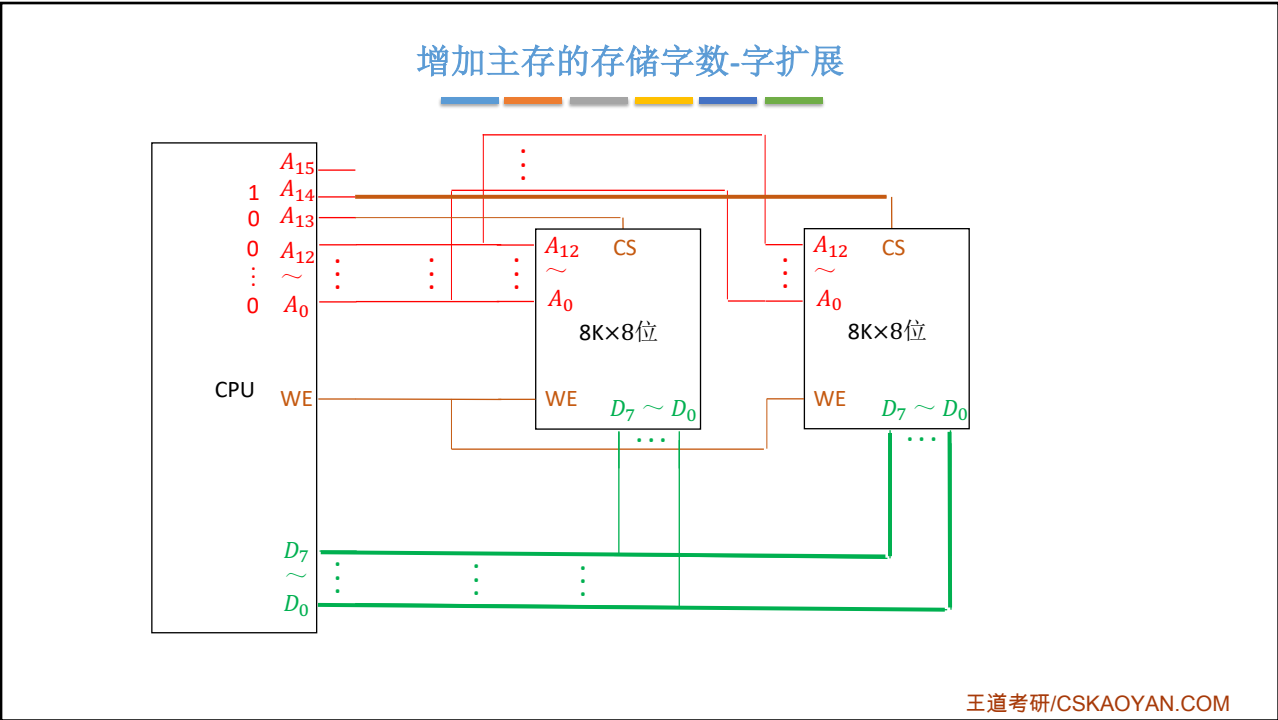 增加主存的存储字数-字扩展
A₁₅
1 A₁₄
0 A₁₃
0 A₁₂
⋮ ～
0 A₀
CPU WE
D₇
～
D₀
A₁₂ CS
～
A₀
8K×8位
WE
D₇ ～ D₀
A₁₂ CS
～
A₀
8K×8位
WE
D₇ ～ D₀
王道考研/CSKAOYAN.COM